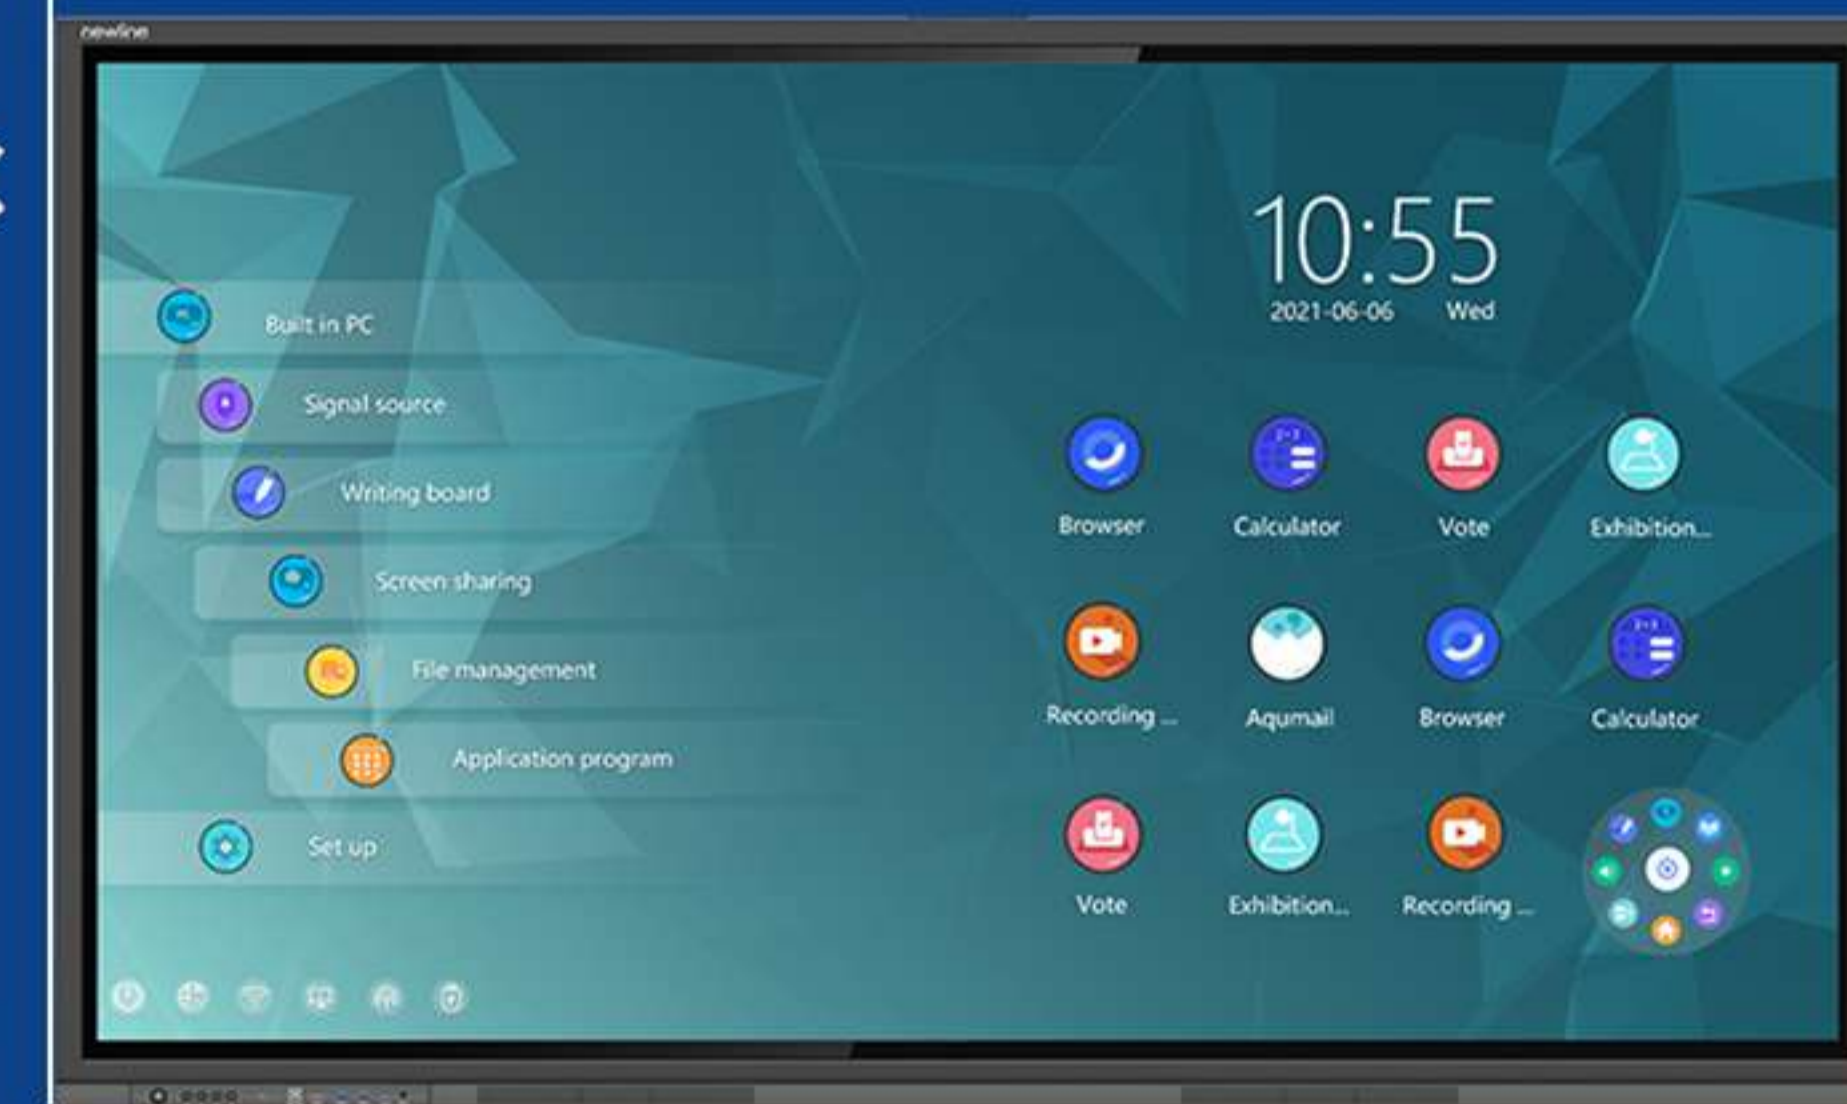 newline
10:55
2021-06-06 Wed
Built in PC
Signal source
Writing board
Screen sharing
File management
Application program
Set up
Browser Calculator Vote Exhibition...
Recording ... Aqumail Browser Calculator
Vote Exhibition... Recording ...